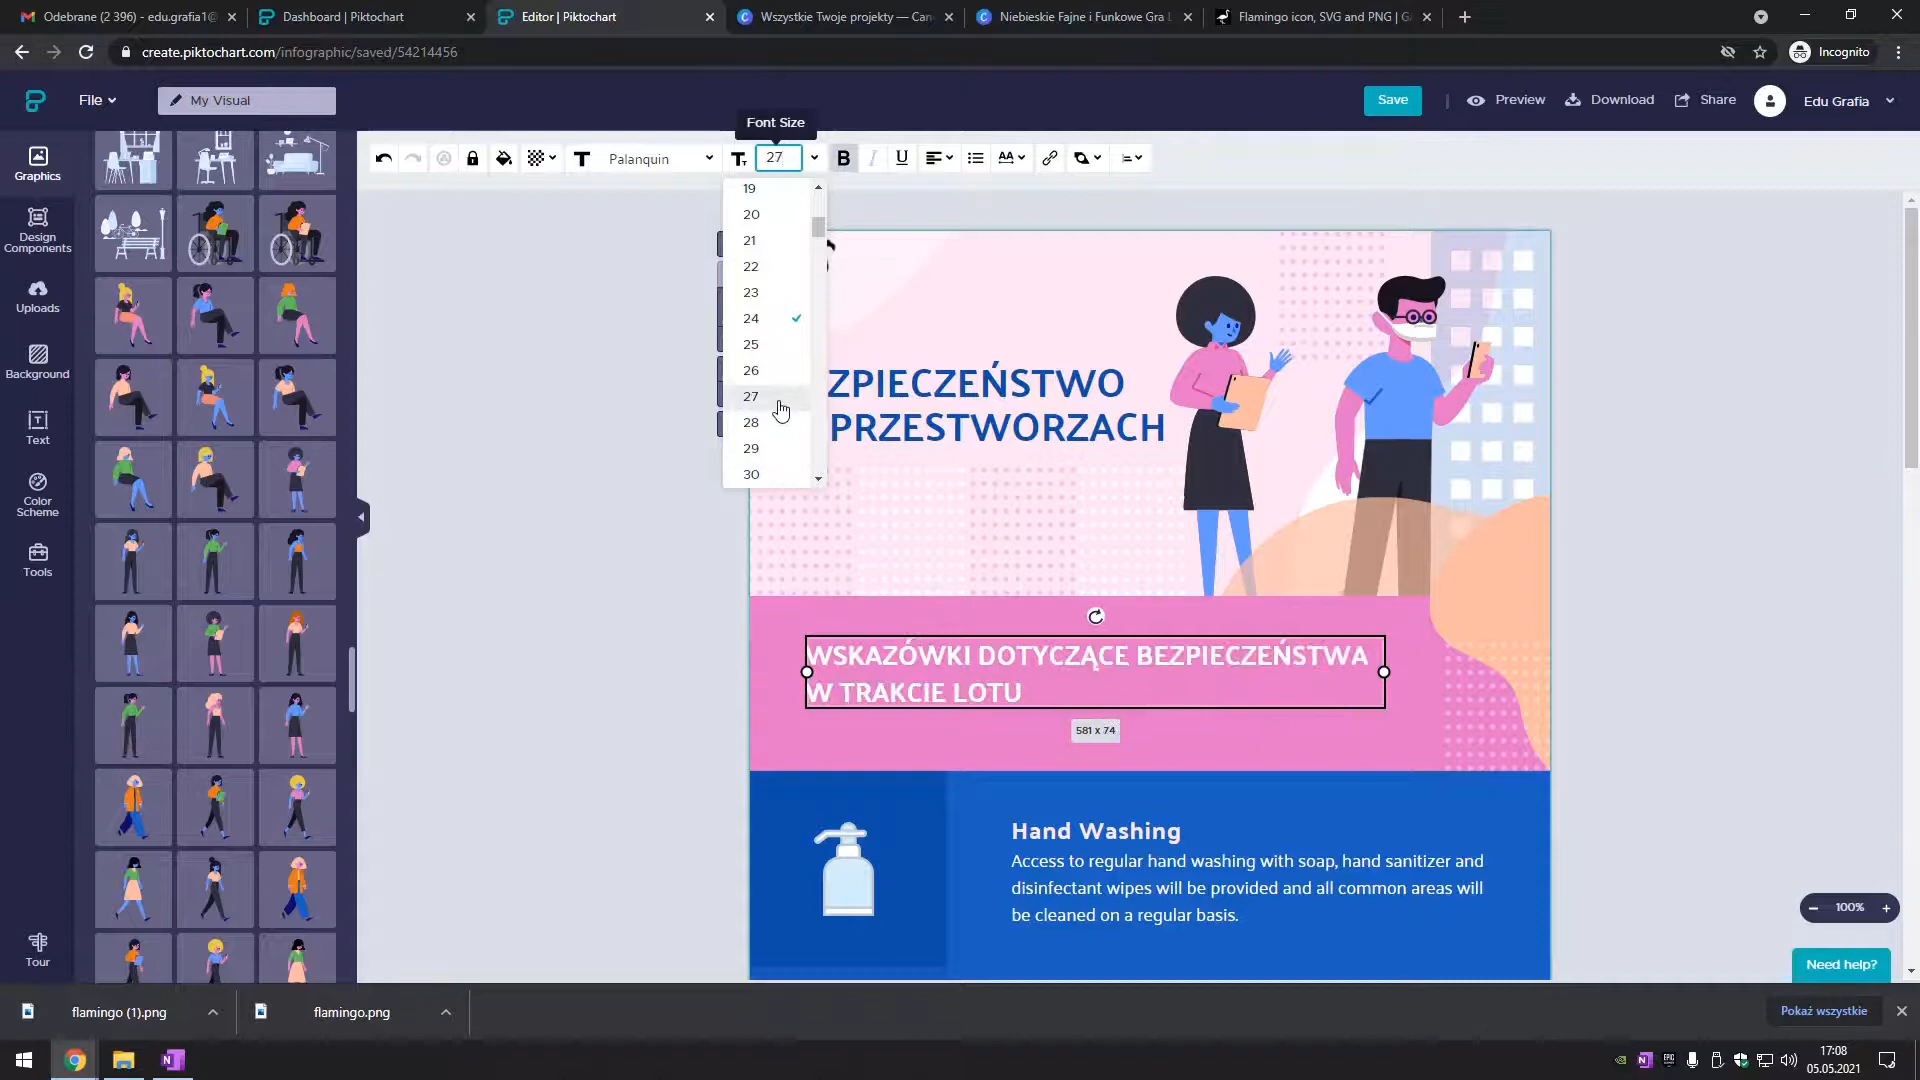 Odebrane (2 396) - edu.grafia1@
Dashboard | Piktochart
Editor | Piktochart
Wszystkie Twoje projekty — Can
Niebieskie Fajne i Funkowe Gra L
Flamingo icon, SVG and PNG | G
create.piktochart.com/infographic/saved/54214456
Incognito
File
My Visual
Save
Preview
Download
Share
Edu Grafia
Font Size
Palanquin
27
B
I
U
AA
Graphics
Design
Components
Uploads
Background
Text
Color
Scheme
Tools
Tour
19
20
21
22
23
24
25
26
27
28
29
30
ZPIECZEŃSTWO
PRZESTWORZACH
WSKAZÓWKI DOTYCZĄCE BEZPIECZEŃSTWA
W TRAKCIE LOTU
581 x 74
Hand Washing
Access to regular hand washing with soap, hand sanitizer and
disinfectant wipes will be provided and all common areas will
be cleaned on a regular basis.
100%
Need help?
flamingo (1).png
flamingo.png
Pokaż wszystkie
17:08
05.05.2021